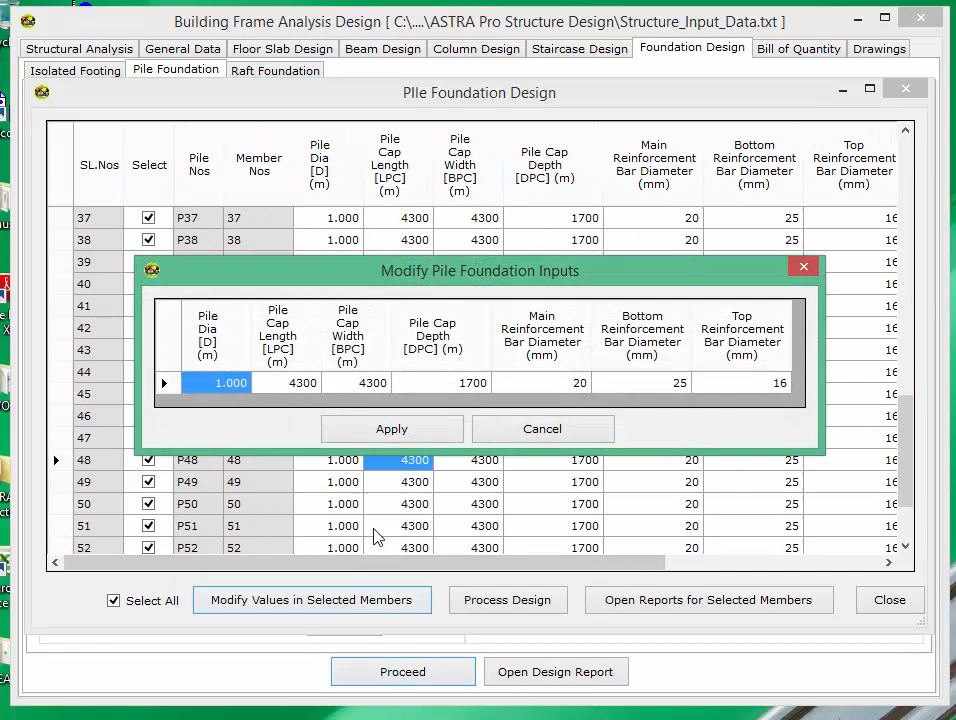 Building Frame Analysis Design [ C:\....\ASTRA Pro Structure Design\Structure_Input_Data.txt ]
Structural Analysis General Data Floor Slab Design Beam Design Column Design Staircase Design Foundation Design Bill of Quantity Drawings
Isolated Footing Pile Foundation Raft Foundation
PIle Foundation Design
SL.Nos Select Pile Nos Member Nos Pile Dia [D] (m) Pile Cap Length [LPC] (m) Pile Cap Width [BPC] (m) Pile Cap Depth [DPC] (m) Main Reinforcement Bar Diameter (mm) Bottom Reinforcement Bar Diameter (mm) Top Reinforcement Bar Diameter (mm)
37 P37 37 1.000 4300 4300 1700 20 25 16
38 P38 38 1.000 4300 4300 1700 20 25 16
39
40
41
42
43
44
45
46
47
Modify Pile Foundation Inputs
Pile Dia [D] (m) Pile Cap Length [LPC] (m) Pile Cap Width [BPC] (m) Pile Cap Depth [DPC] (m) Main Reinforcement Bar Diameter (mm) Bottom Reinforcement Bar Diameter (mm) Top Reinforcement Bar Diameter (mm)
1.000 4300 4300 1700 20 25 16
Apply Cancel
48 P48 48 1.000 4300 4300 1700 20 25 16
49 P49 49 1.000 4300 4300 1700 20 25 16
50 P50 50 1.000 4300 4300 1700 20 25 16
51 P51 51 1.000 4300 4300 1700 20 25 16
52 P52 52 1.000 4300 4300 1700 20 25 16
Select All Modify Values in Selected Members Process Design Open Reports for Selected Members Close
Proceed Open Design Report